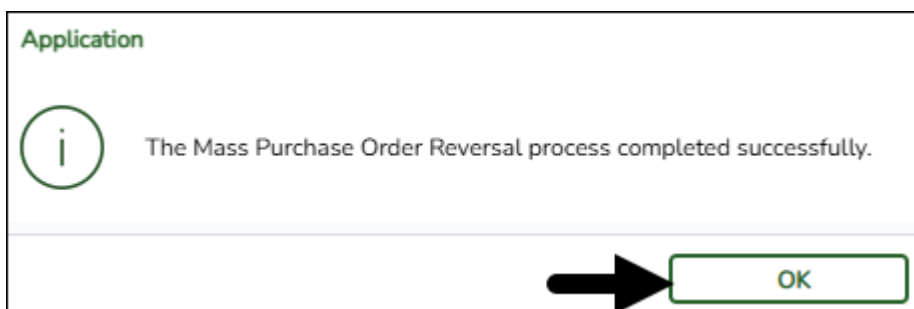 Application
i
The Mass Purchase Order Reversal process completed successfully.
OK